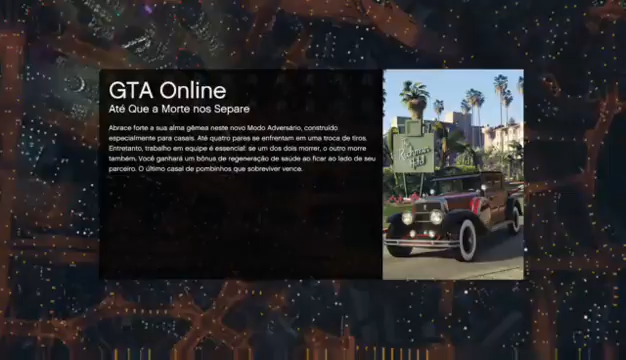 GTA Online
Até Que a Morte nos Separe
Abrace forte a sua alma gêmea neste novo Modo Adversário, construído
especialmente para casais. Até quatro pares se enfrentam em uma troca de tiros.
Entretanto, trabalho em equipe é essencial: se um dos dois morrer, o outro morre
também. Você ganhará um bônus de regeneração de saúde ao ficar ao lado de seu
parceiro. O último casal de pombinhos que sobreviver vence.